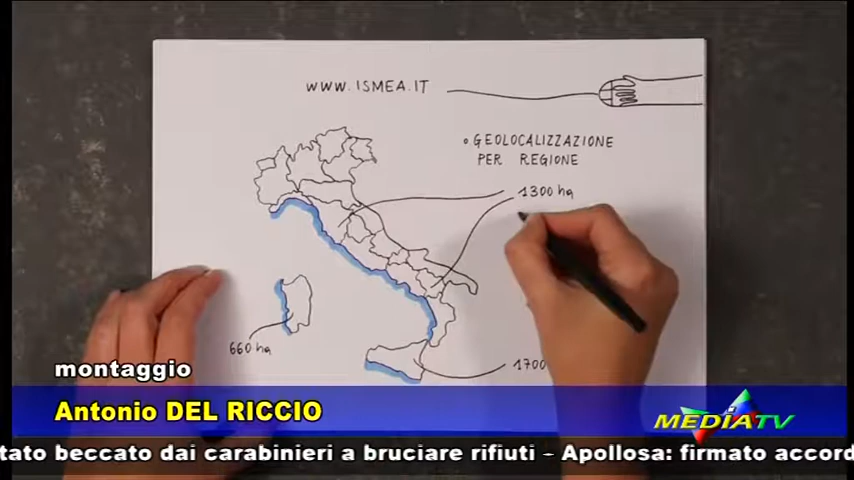 WWW.ISMEA.IT
• GEOLOCALIZZAZIONE
PER REGIONE
1300 ha
660 ha
1700
montaggio
Antonio DEL RICCIO
MEDIATV
tato beccato dai carabinieri a bruciare rifiuti – Apollosa: firmato accord